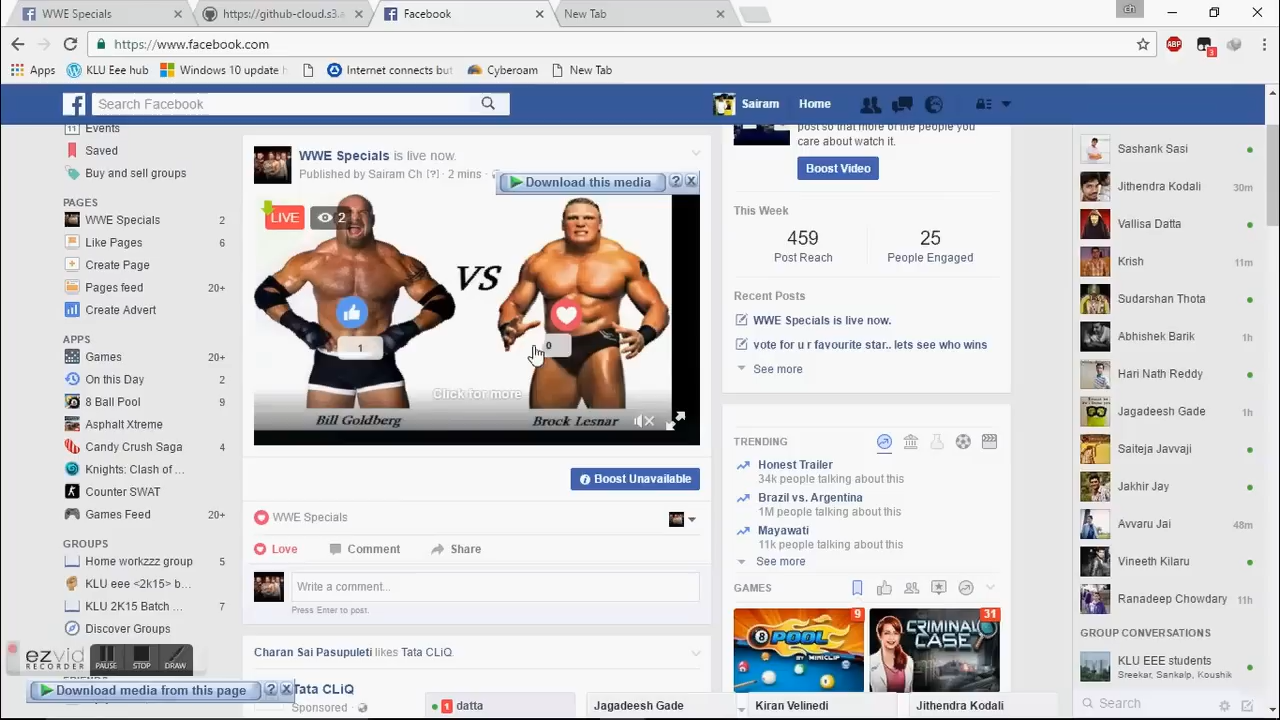 WWE Specials
https://github-cloud.s3.a
Facebook
New Tab
ch
https://www.facebook.com
ABP
3
Apps
KLU Eee hub
Windows 10 update h
Internet connects but
Cyberoam
New Tab
Search Facebook
Sairam
Home
Events
Saved
Buy and sell groups
PAGES
WWE Specials 2
Like Pages 6
Create Page
Pages feed 20+
Create Advert
APPS
Games 20+
On this Day 2
8 Ball Pool 9
Asphalt Xtreme
Candy Crush Saga 4
Knights: Clash of ...
Counter SWAT
Games Feed 20+
GROUPS
Home workzzz group 5
KLU eee <2k15> b...
KLU 2K15 Batch ... 7
Discover Groups
ezvid
RECORDER
PAUSE
STOP
DRAW
Download media from this page
? X
WWE Specials is live now.
Published by Sairam Ch [?] · 2 mins ·
Download this media
? X
LIVE
2
VS
1
0
Click for more
Bill Goldberg
Brock Lesnar
Boost Unavailable
WWE Specials
Love
Comment
Share
Write a comment...
Press Enter to post.
Charan Sai Pasupuleti likes Tata CLiQ.
Tata CLiQ
Sponsored ·
post so that more of the people you
care about watch it.
Boost Video
This Week
459
Post Reach
25
People Engaged
Recent Posts
WWE Specials is live now.
vote for u r favourite star.. lets see who wins
See more
TRENDING
Honest Trailer
34k people talking about this
Brazil vs. Argentina
1M people talking about this
Mayawati
11k people talking about this
See more
GAMES
8 POOL
BY MINICLIP
9
CRIMINAL
CASE
31
Sashank Sasi
Jithendra Kodali 30m
Vallisa Datta
Krish 11m
Sudarshan Thota
Abhishek Barik 1h
Hari Nath Reddy
Jagadeesh Gade 1h
Saiteja Javvaji
Jakhir Jay
Avvaru Jai 48m
Vineeth Kilaru
Ranadeep Chowdary 11h
GROUP CONVERSATIONS
KLU EEE students
Sreekar, Sankalp, Koushik
Search
1 datta
Jagadeesh Gade
Kiran Velinedi
Jithendra Kodali